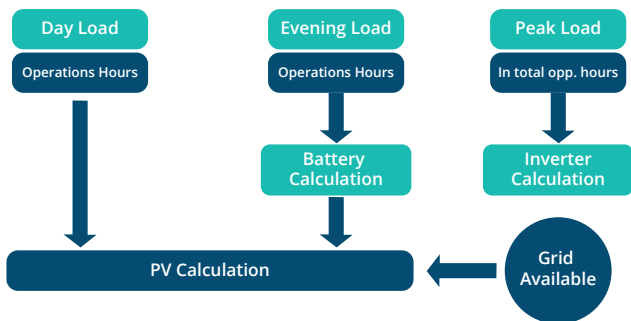 Day Load
Evening Load
Peak Load
Operations Hours
Operations Hours
In total opp. hours
Battery
Calculation
Inverter
Calculation
PV Calculation
Grid
Available